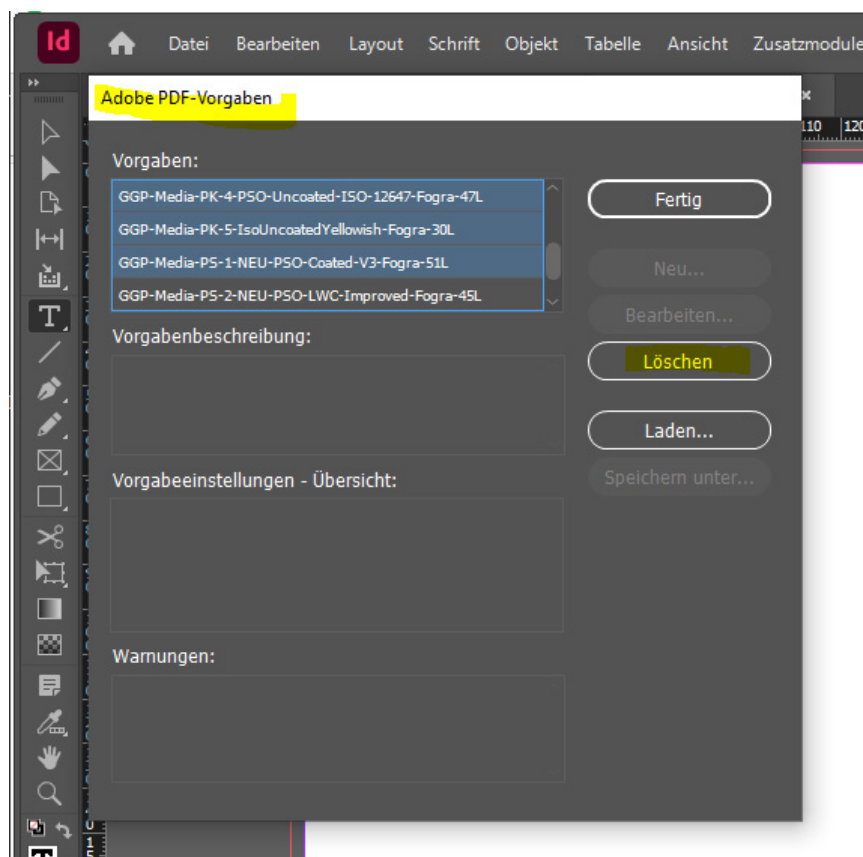 Id
Datei Bearbeiten Layout Schrift Objekt Tabelle Ansicht Zusatzmodule
Adobe PDF-Vorgaben
110 120
Vorgaben:
GGP-Media-PK-4-PSO-Uncoated-ISO-12647-Fogra-47L
GGP-Media-PK-5-IsoUncoatedYellowish-Fogra-30L
GGP-Media-PS-1-NEU-PSO-Coated-V3-Fogra-51L
GGP-Media-PS-2-NEU-PSO-LWC-Improved-Fogra-45L
Fertig
Neu...
Bearbeiten...
Löschen
Laden...
Speichern unter...
Vorgabenbeschreibung:
Vorgabeeinstellungen - Übersicht:
Warnungen: